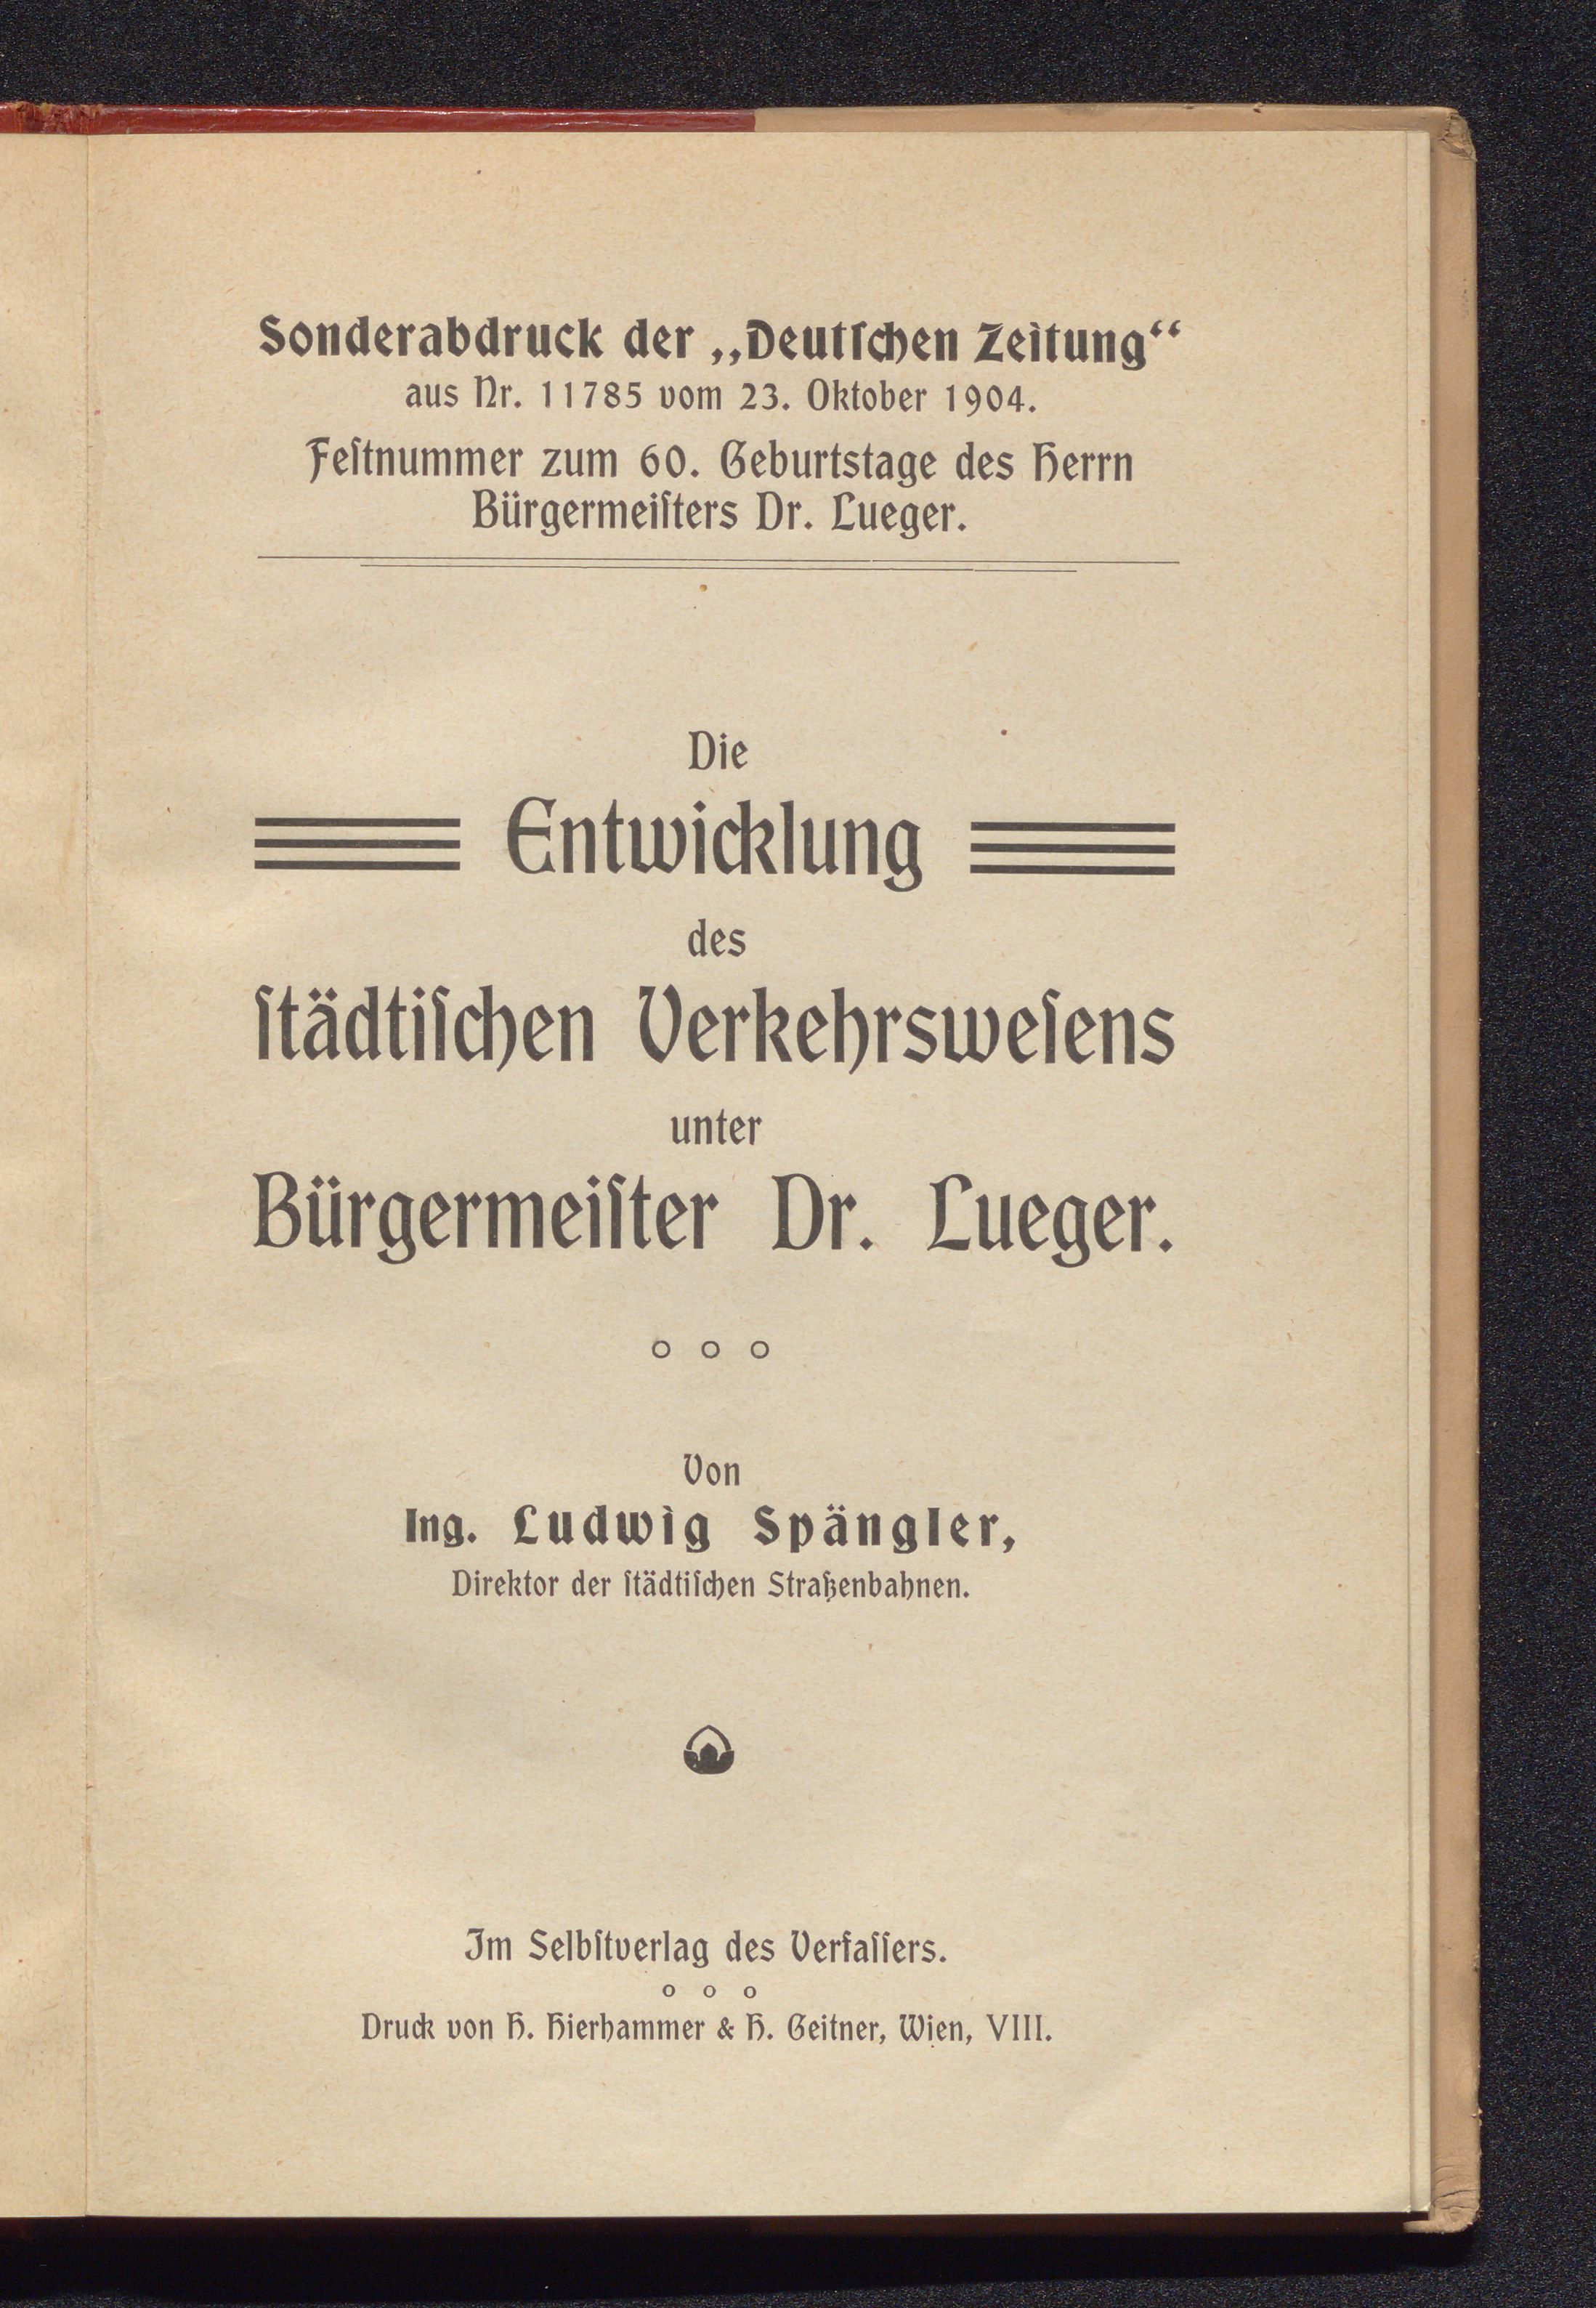 Sonderabdruck der „Deutſchen Zeitung“
aus Nr. 11785 vom 23. Oktober 1904.
Feſtnummer zum 60. Geburtstage des Herrn
Bürgermeiſters Dr. Lueger.
Die
Entwicklung
des
ſtädtiſchen Verkehrsweſens
unter
Bürgermeiſter Dr. Lueger.
Von
Ing. Ludwig Spängler,
Direktor der ſtädtiſchen Straßenbahnen.
Im Selbſtverlag des Verfaſſers.
Druck von H. Hierhammer & H. Geitner, Wien, VIII.